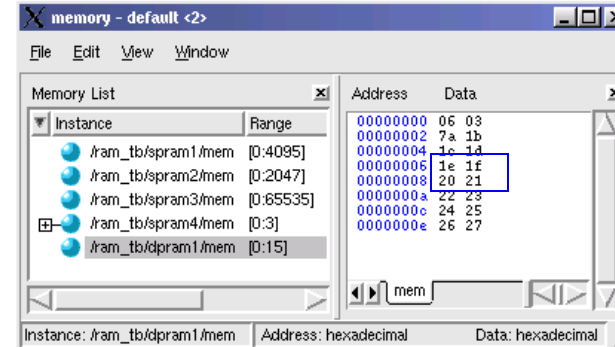 memory - default <2>
File Edit View Window
Memory List
Instance Range
/ram_tb/spram1/mem [0:4095]
/ram_tb/spram2/mem [0:2047]
/ram_tb/spram3/mem [0:65535]
/ram_tb/spram4/mem [0:3]
/ram_tb/dpram1/mem [0:15]
Address Data
00000000 06 03
00000002 7a 1b
00000004 1c 1d
00000006 1e 1f
00000008 20 21
0000000a 22 23
0000000c 24 25
0000000e 26 27
mem
Instance: /ram_tb/dpram1/mem Address: hexadecimal Data: hexadecimal